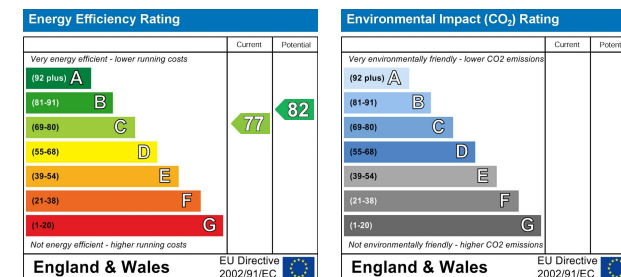 Energy Efficiency Rating
Current Potential
Very energy efficient - lower running costs
(92 plus) A
(81-91) B
82
(69-80) C
77
(55-68) D
(39-54) E
(21-38) F
(1-20) G
Not energy efficient - higher running costs
England & Wales
EU Directive
2002/91/EC
Environmental Impact (CO2) Rating
Current Potent
Very environmentally friendly - lower CO2 emissions
(92 plus) A
(81-91) B
(69-80) C
(55-68) D
(39-54) E
(21-38) F
(1-20) G
Not environmentally friendly - higher CO2 emissions
England & Wales
EU Directive
2002/91/EC